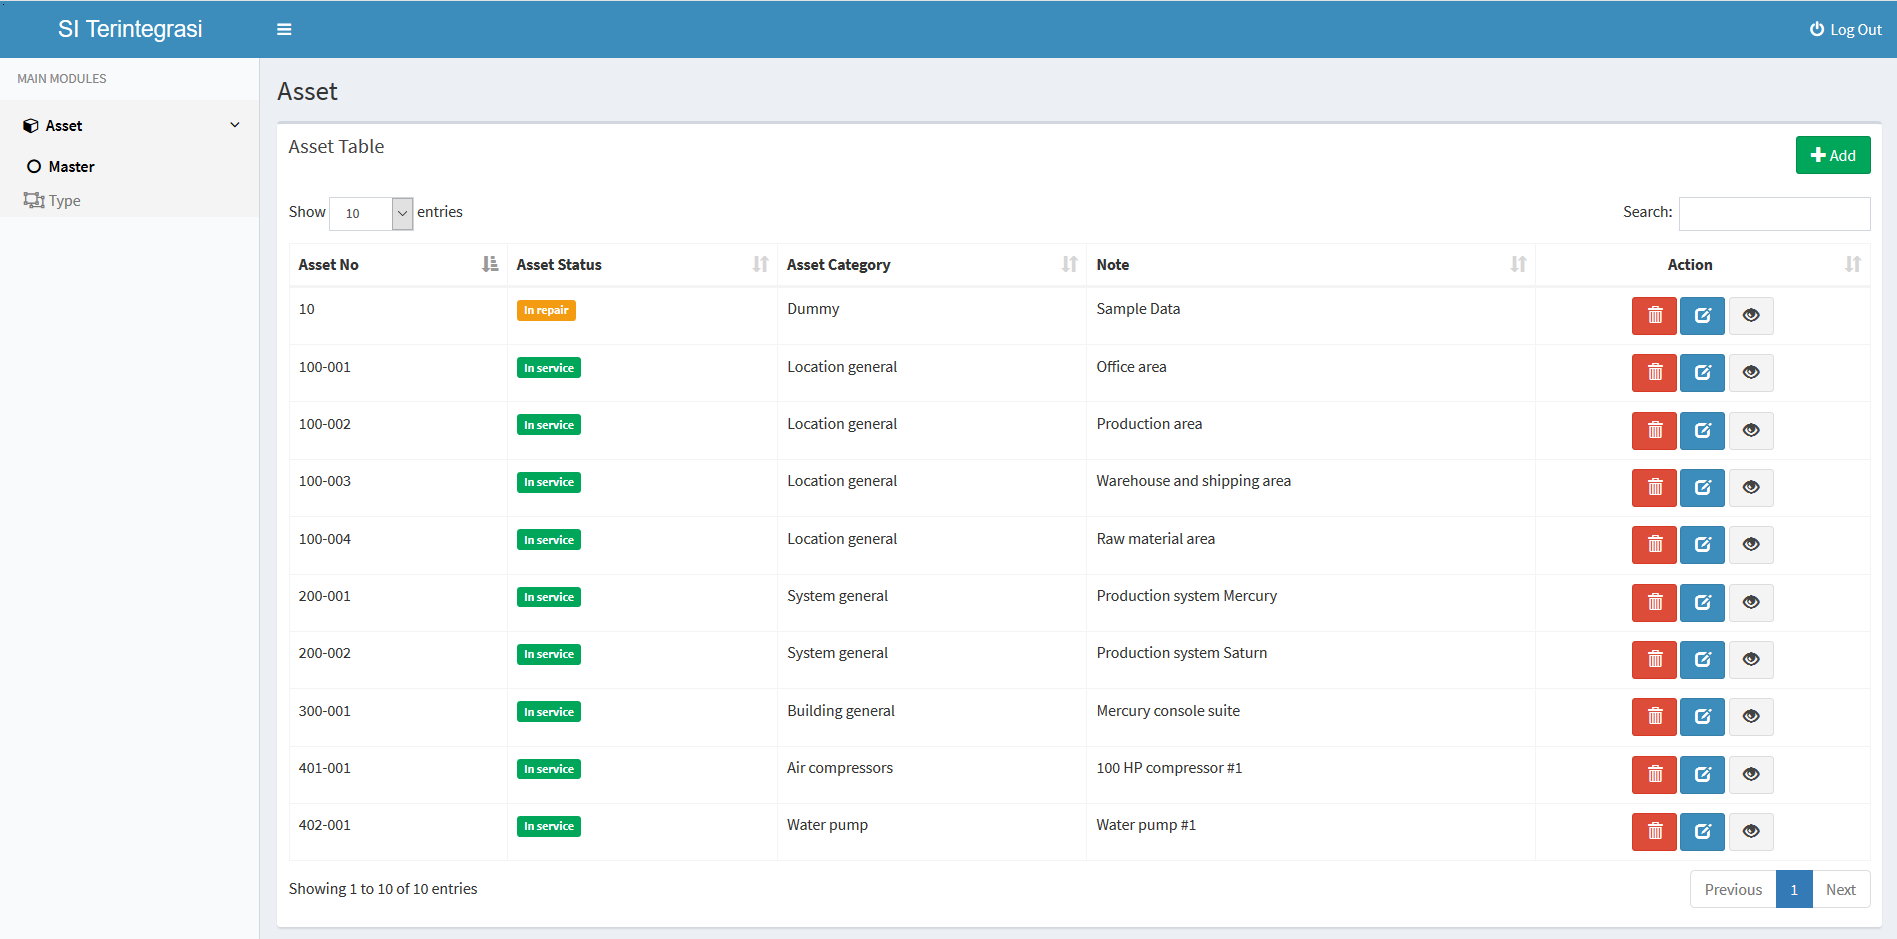 SI Terintegrasi
Log Out
MAIN MODULES
Asset
Master
Type
Asset
Asset Table
Add
Show 10 entries
Search:
Asset No Asset Status Asset Category Note Action
10 In repair Dummy Sample Data
100-001 In service Location general Office area
100-002 In service Location general Production area
100-003 In service Location general Warehouse and shipping area
100-004 In service Location general Raw material area
200-001 In service System general Production system Mercury
200-002 In service System general Production system Saturn
300-001 In service Building general Mercury console suite
401-001 In service Air compressors 100 HP compressor #1
402-001 In service Water pump Water pump #1
Showing 1 to 10 of 10 entries
Previous 1 Next